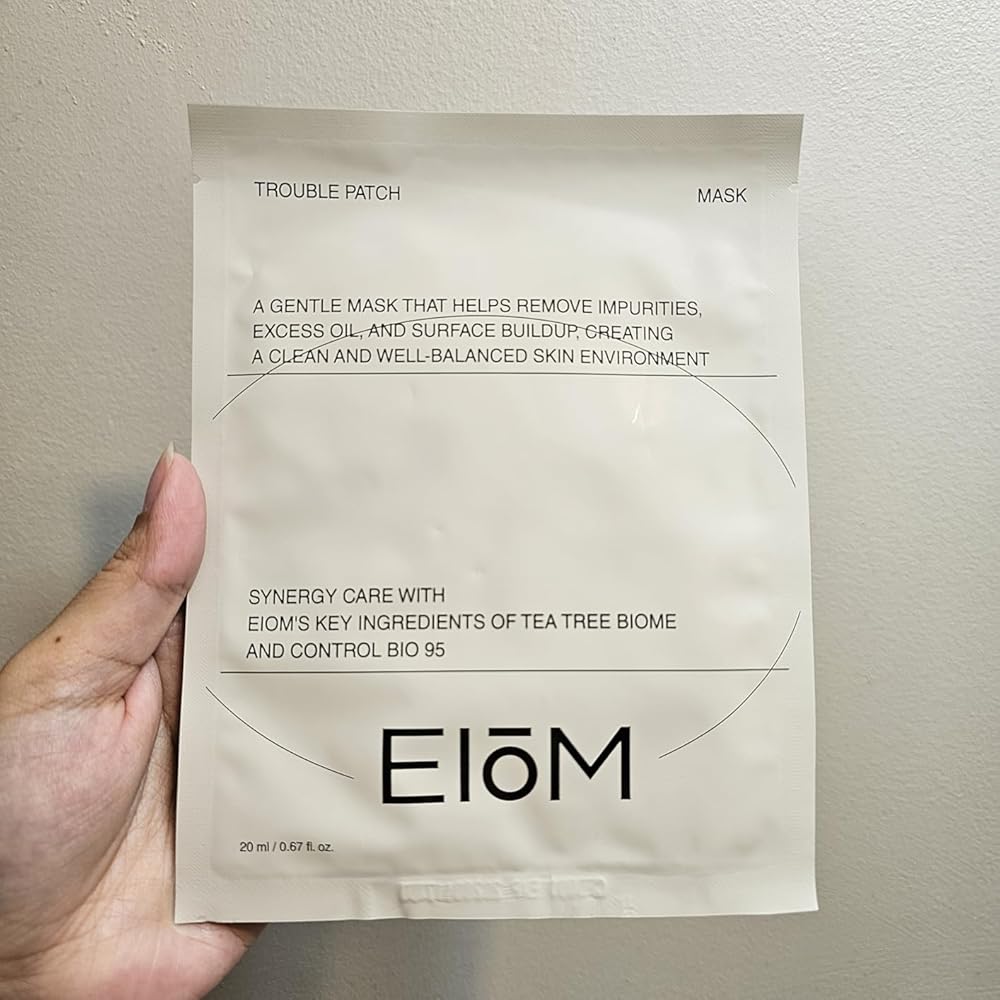 TROUBLE PATCH
MASK
A GENTLE MASK THAT HELPS REMOVE IMPURITIES,
EXCESS OIL, AND SURFACE BUILDUP, CREATING
A CLEAN AND WELL-BALANCED SKIN ENVIRONMENT
SYNERGY CARE WITH
EIOM'S KEY INGREDIENTS OF TEA TREE BIOME
AND CONTROL BIO 95
EIōM
20 ml / 0.67 fl. oz.